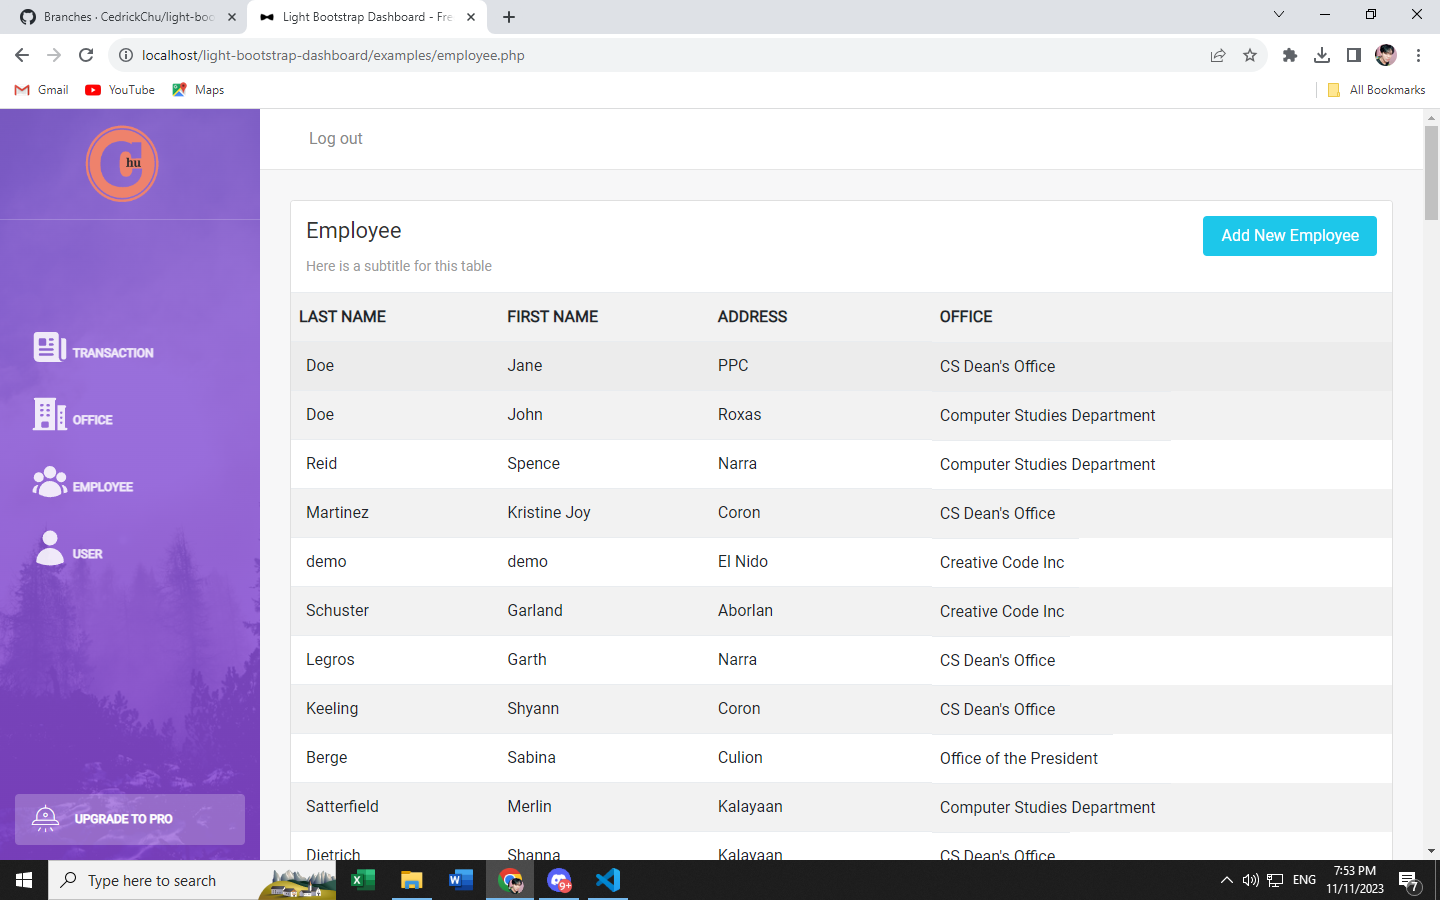 Branches · CedrickChu/light-boo
Light Bootstrap Dashboard - Fre
localhost/light-bootstrap-dashboard/examples/employee.php
Gmail YouTube Maps All Bookmarks
C hu
Log out
Employee
Add New Employee
Here is a subtitle for this table
LAST NAME FIRST NAME ADDRESS OFFICE
Doe Jane PPC CS Dean's Office
Doe John Roxas Computer Studies Department
Reid Spence Narra Computer Studies Department
Martinez Kristine Joy Coron CS Dean's Office
demo demo El Nido Creative Code Inc
Schuster Garland Aborlan Creative Code Inc
Legros Garth Narra CS Dean's Office
Keeling Shyann Coron CS Dean's Office
Berge Sabina Culion Office of the President
Satterfield Merlin Kalayaan Computer Studies Department
Dietrich Shanna Kalayaan CS Dean's Office
TRANSACTION
OFFICE
EMPLOYEE
USER
UPGRADE TO PRO
Type here to search
9+
ENG
7:53 PM
11/11/2023
7